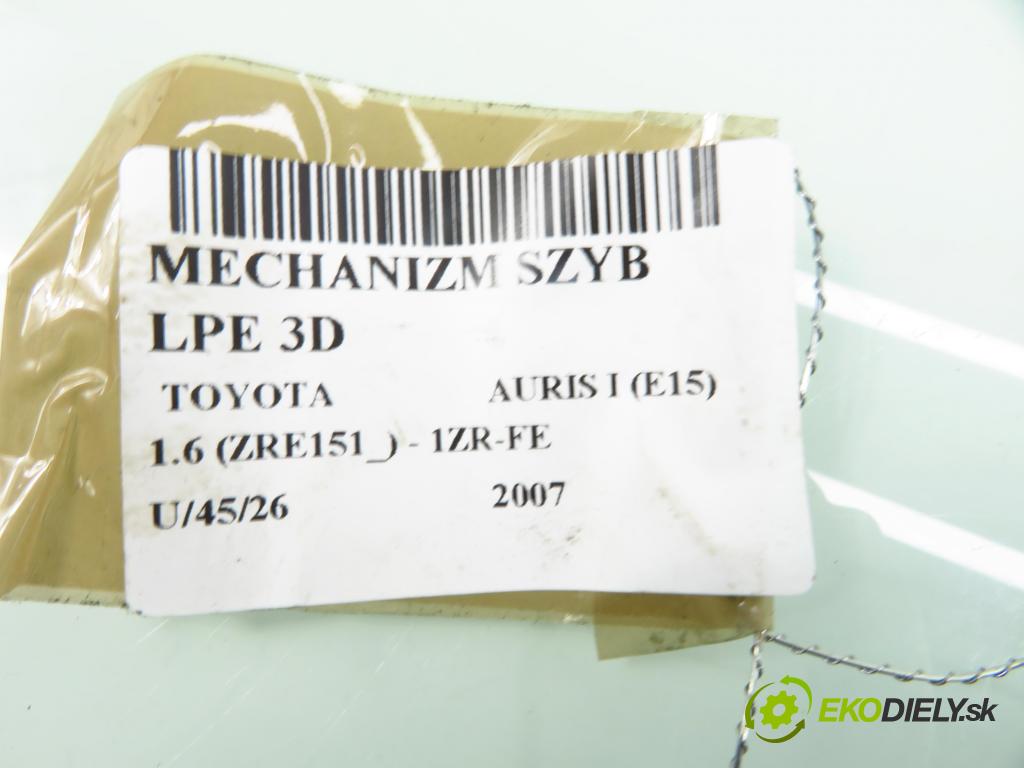 MECHANIZM SZYB
LPE 3D
TOYOTA AURIS I (E15)
1.6 (ZRE151_) - 1ZR-FE
U/45/26 2007
EKODIELY.sk